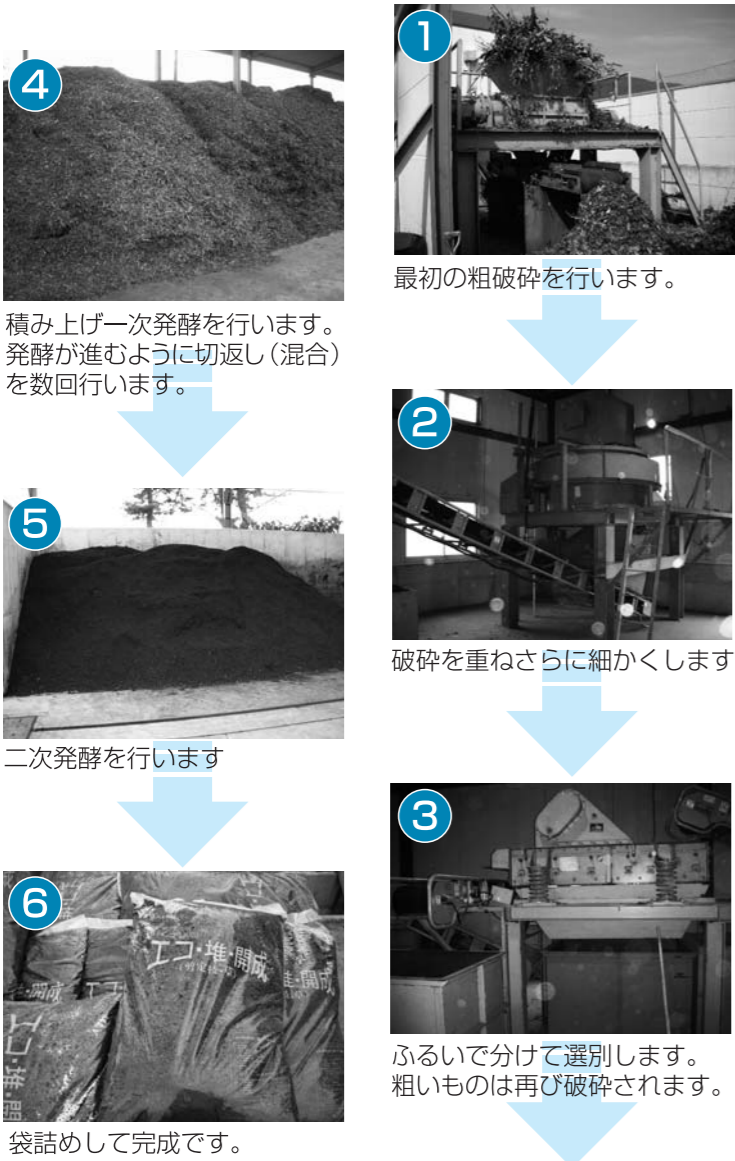 1
最初の粗破砕を行います。
2
破砕を重ねさらに細かくします
3
ふるいで分けて選別します。
粗いものは再び破砕されます。
4
積み上げ一次発酵を行います。
発酵が進むように切返し（混合）
を数回行います。
5
二次発酵を行います
6
エコ・堆・開成
エコ・堆・開
袋詰めして完成です。